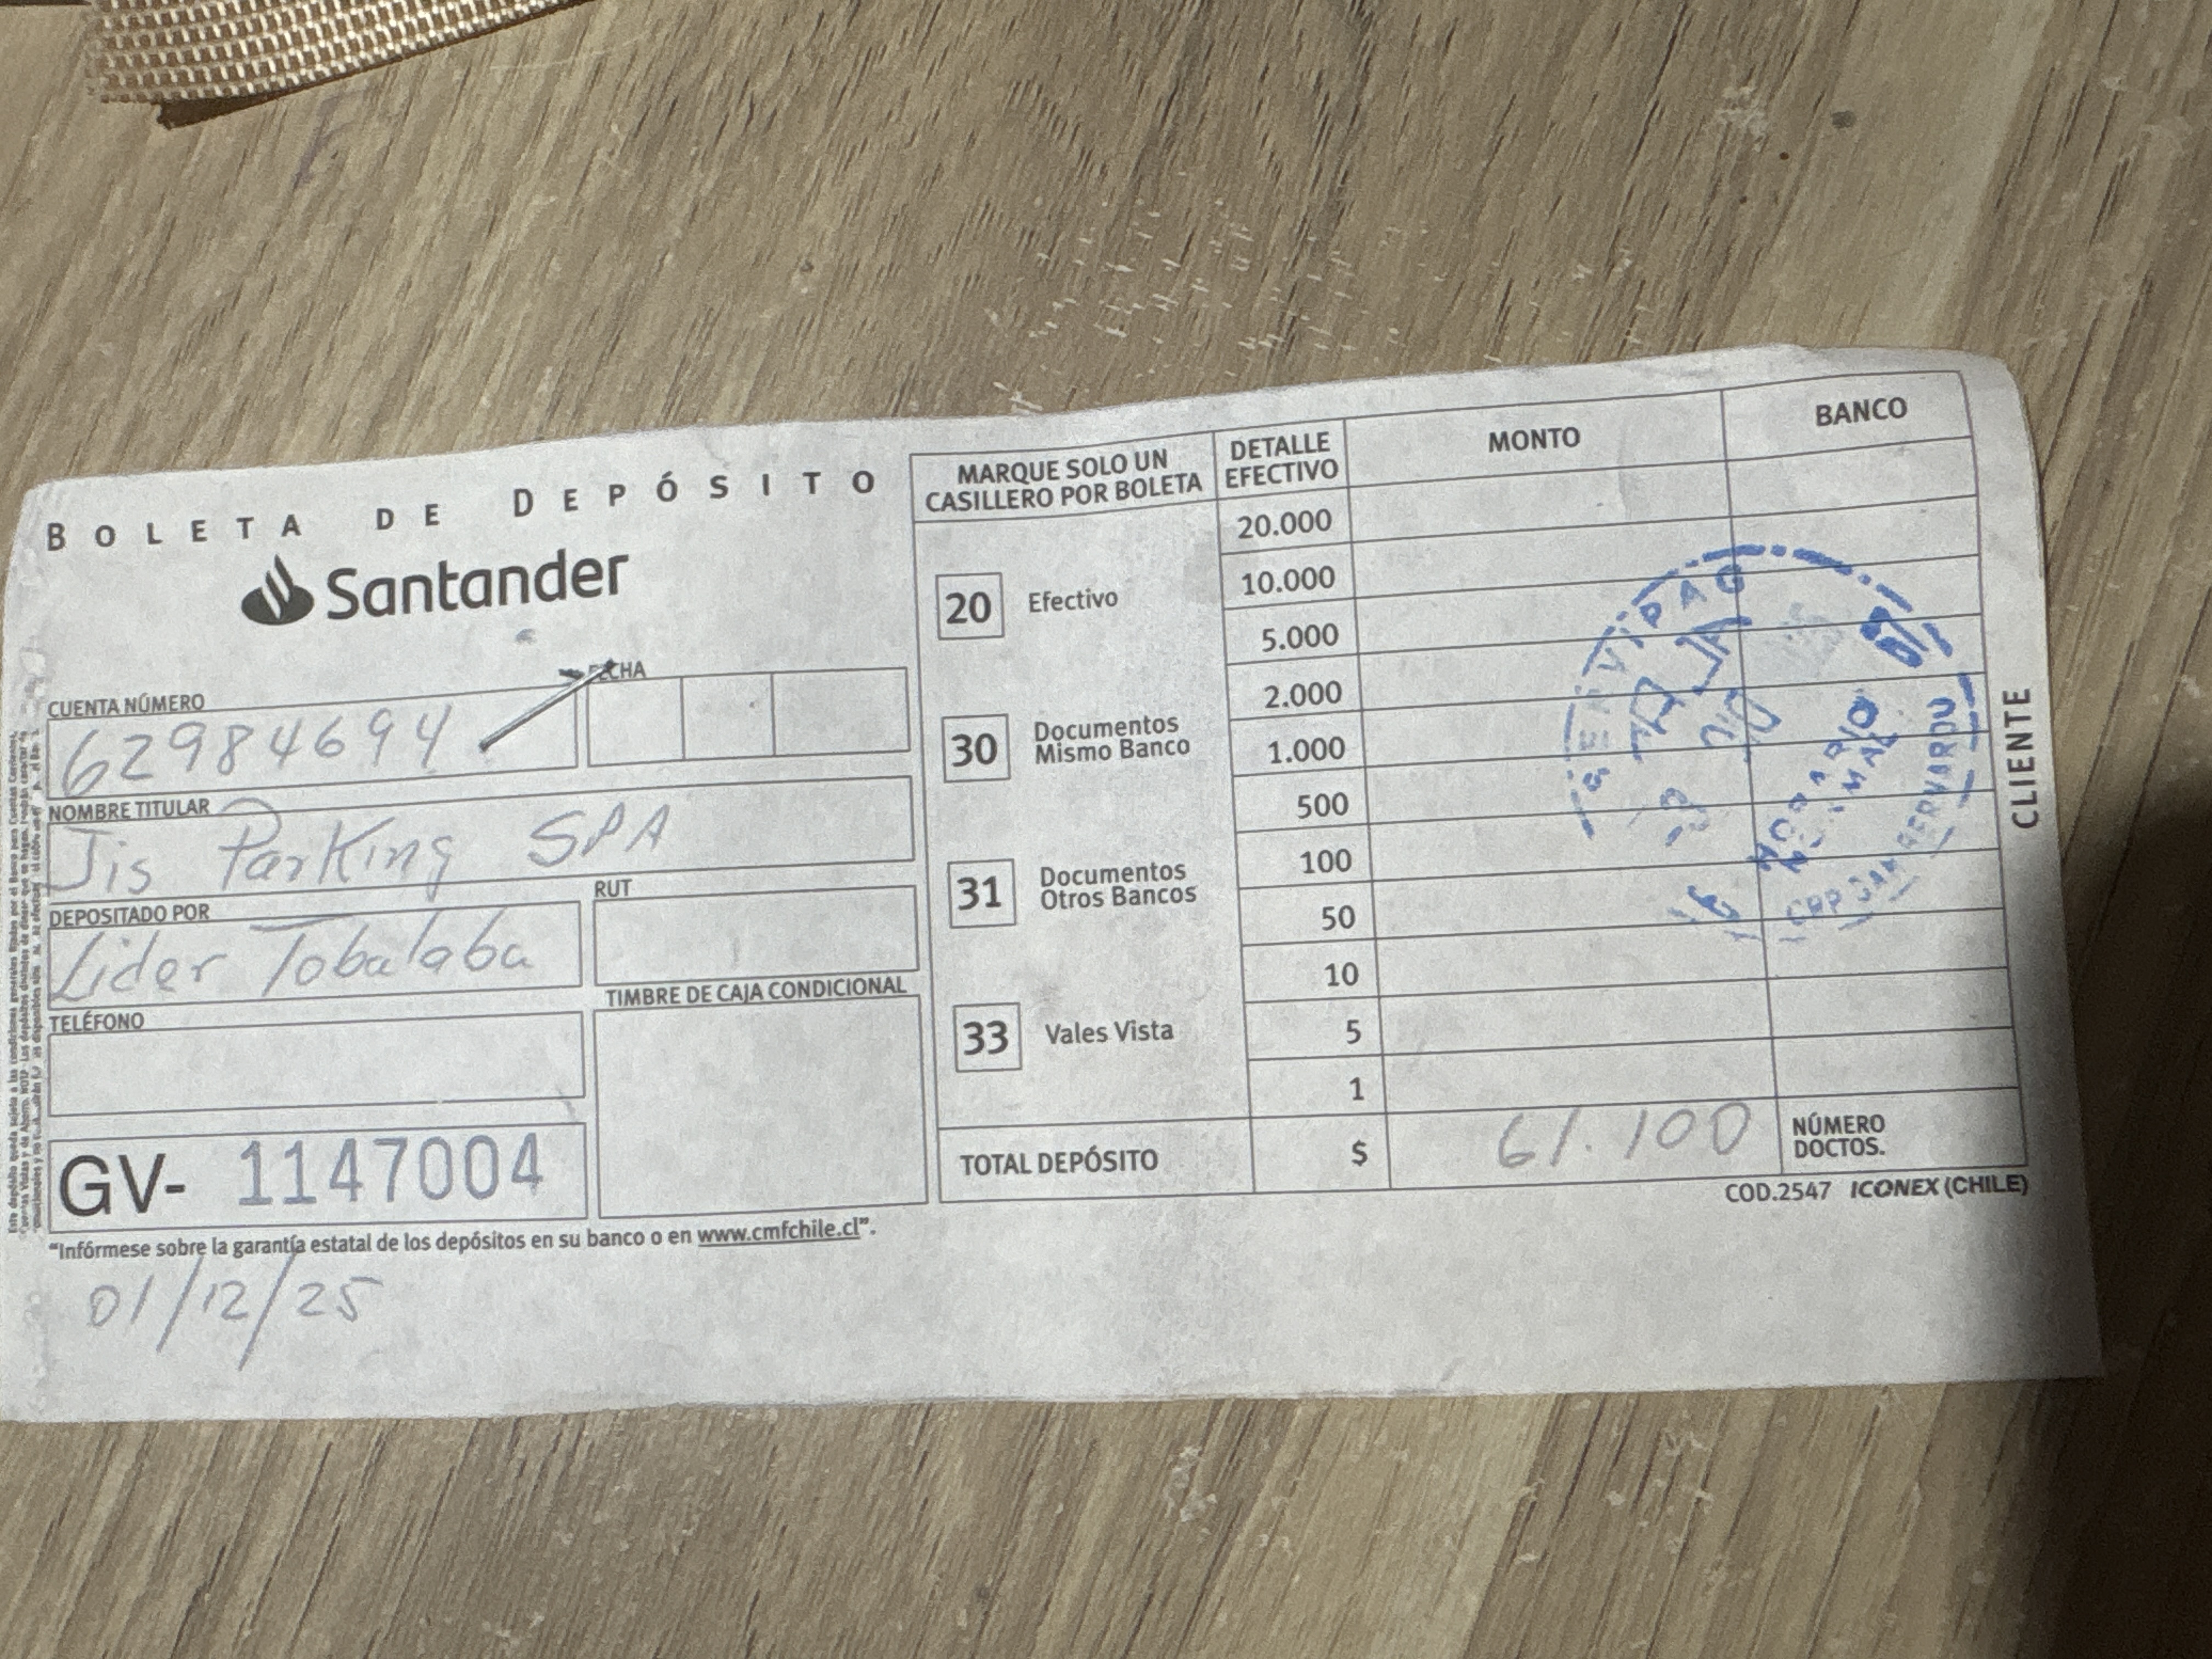 BOLETA DE DEPÓSITO
Santander
CUENTA NÚMERO
62984694
FECHA
NOMBRE TITULAR
Jis Parking SPA
DEPOSITADO POR
Lider Tobalaba
RUT
TELÉFONO
TIMBRE DE CAJA CONDICIONAL
GV- 1147004
"Infórmese sobre la garantía estatal de los depósitos en su banco o en www.cmfchile.cl".
01/12/25
MARQUE SOLO UN
CASILLERO POR BOLETA
20 Efectivo
30 Documentos
Mismo Banco
31 Documentos
Otros Bancos
33 Vales Vista
DETALLE
EFECTIVO
MONTO
BANCO
20.000
10.000
5.000
2.000
1.000
500
100
50
10
5
1
TOTAL DEPÓSITO $ 61.100
NÚMERO
DOCTOS.
COD.2547 ICONEX (CHILE)
CLIENTE
SERVIPAG